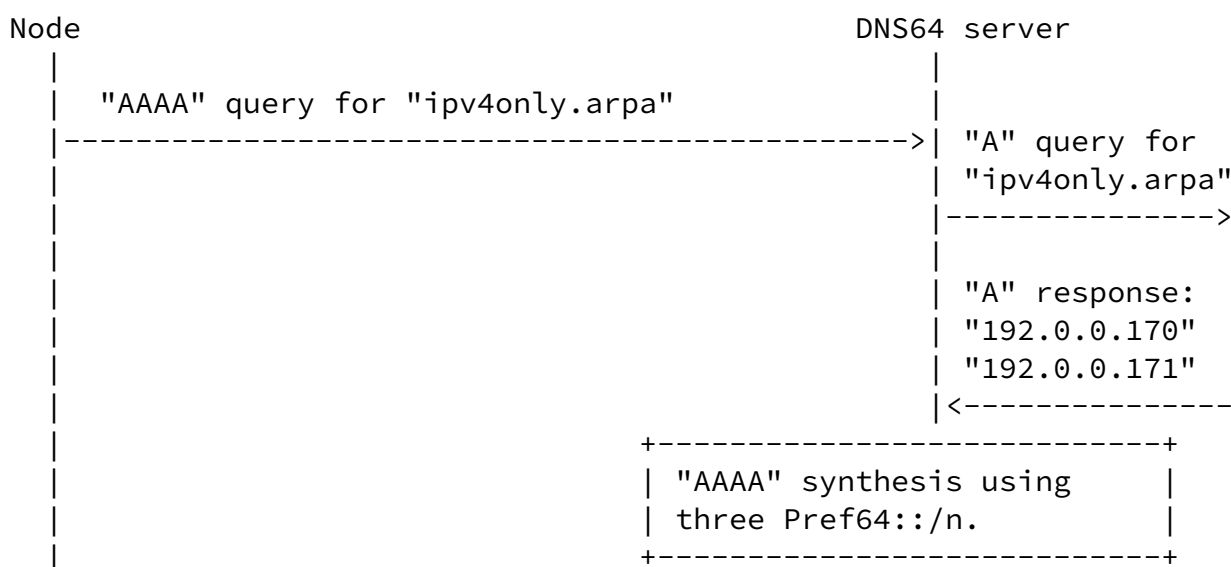 Node DNS64 server
"AAAA" query for "ipv4only.arpa"
"A" query for
"ipv4only.arpa"
"A" response:
"192.0.0.170"
"192.0.0.171"
"AAAA" synthesis using
three Pref64::/n.